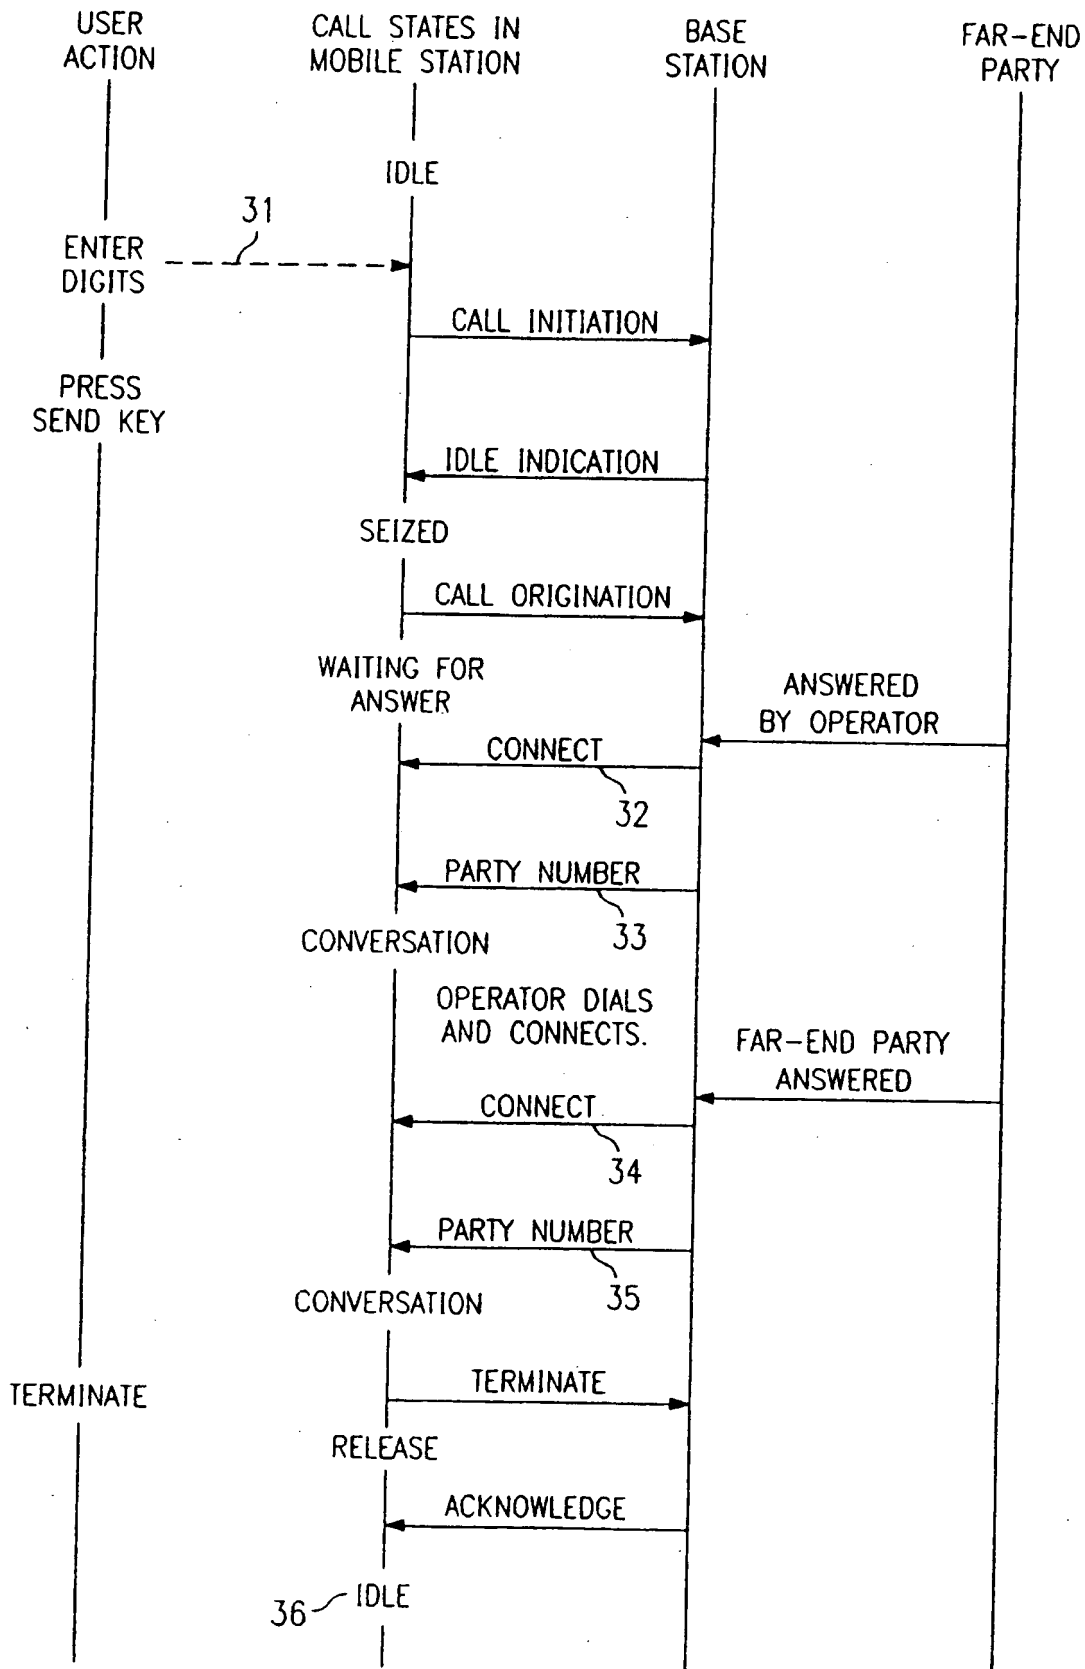 USER
ACTION
CALL STATES IN
MOBILE STATION
BASE
STATION
FAR-END
PARTY
IDLE
31
ENTER
DIGITS
CALL INITIATION
PRESS
SEND KEY
IDLE INDICATION
SEIZED
CALL ORIGINATION
WAITING FOR
ANSWER
ANSWERED
BY OPERATOR
CONNECT
32
PARTY NUMBER
33
CONVERSATION
OPERATOR DIALS
AND CONNECTS.
FAR-END PARTY
ANSWERED
CONNECT
34
PARTY NUMBER
35
CONVERSATION
TERMINATE
TERMINATE
RELEASE
ACKNOWLEDGE
36
IDLE